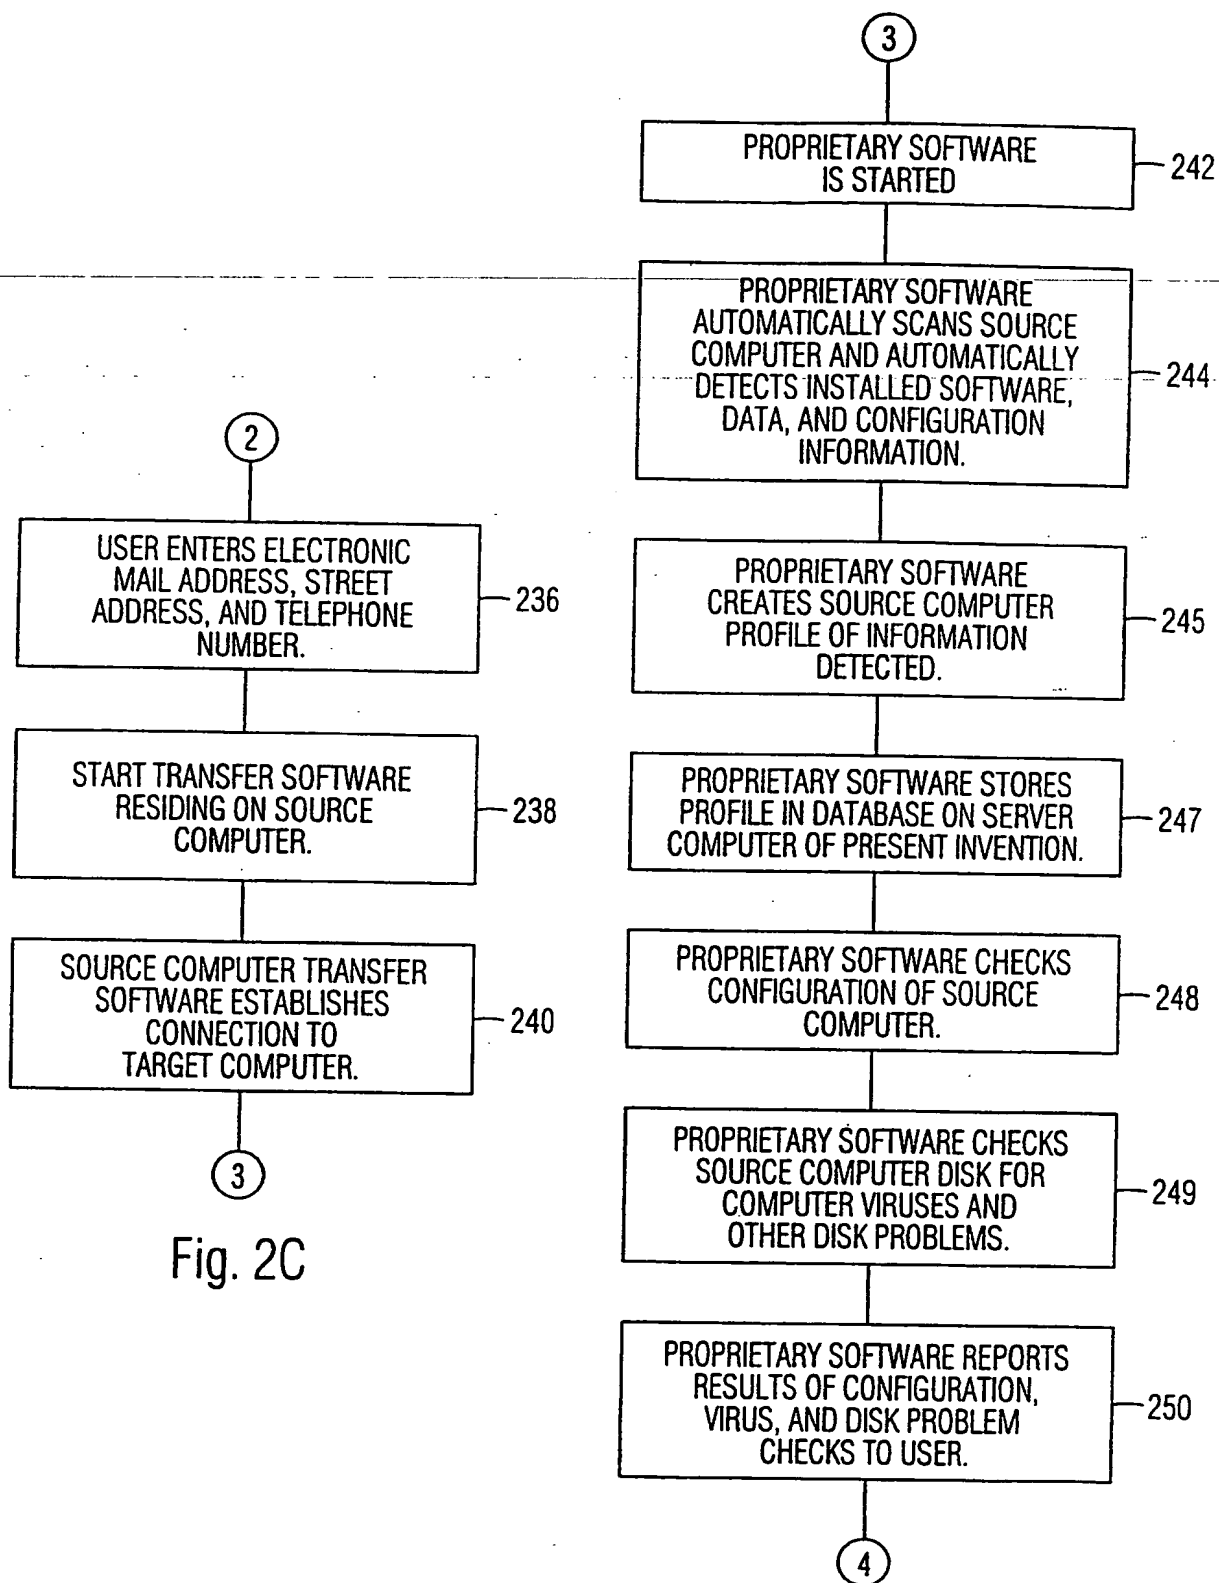 2
USER ENTERS ELECTRONIC
MAIL ADDRESS, STREET
ADDRESS, AND TELEPHONE
NUMBER.
236
START TRANSFER SOFTWARE
RESIDING ON SOURCE
COMPUTER.
238
SOURCE COMPUTER TRANSFER
SOFTWARE ESTABLISHES
CONNECTION TO
TARGET COMPUTER.
240
3
Fig. 2C
3
PROPRIETARY SOFTWARE
IS STARTED
242
PROPRIETARY SOFTWARE
AUTOMATICALLY SCANS SOURCE
COMPUTER AND AUTOMATICALLY
DETECTS INSTALLED SOFTWARE,
DATA, AND CONFIGURATION
INFORMATION.
244
PROPRIETARY SOFTWARE
CREATES SOURCE COMPUTER
PROFILE OF INFORMATION
DETECTED.
245
PROPRIETARY SOFTWARE STORES
PROFILE IN DATABASE ON SERVER
COMPUTER OF PRESENT INVENTION.
247
PROPRIETARY SOFTWARE CHECKS
CONFIGURATION OF SOURCE
COMPUTER.
248
PROPRIETARY SOFTWARE CHECKS
SOURCE COMPUTER DISK FOR
COMPUTER VIRUSES AND
OTHER DISK PROBLEMS.
249
PROPRIETARY SOFTWARE REPORTS
RESULTS OF CONFIGURATION,
VIRUS, AND DISK PROBLEM
CHECKS TO USER.
250
4